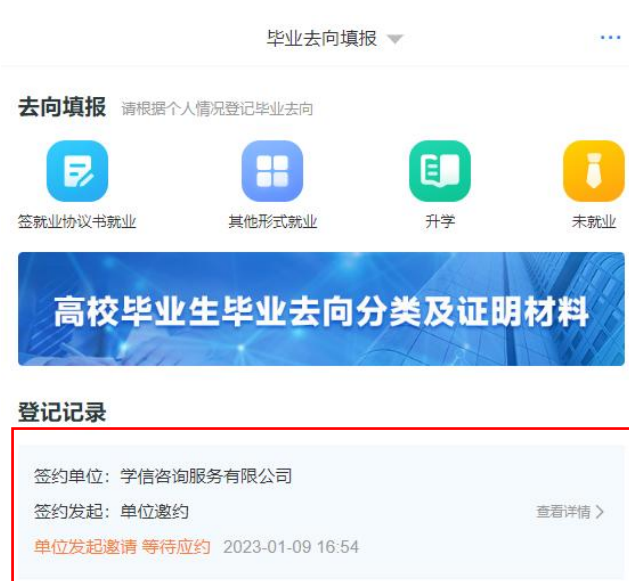 毕业去向填报
去向填报 请根据个人情况登记毕业去向
签就业协议书就业 其他形式就业 升学 未就业
高校毕业生毕业去向分类及证明材料
登记记录
签约单位：学信咨询服务有限公司
签约发起：单位邀约 查看详情
单位发起邀请 等待应约 2023-01-09 16:54